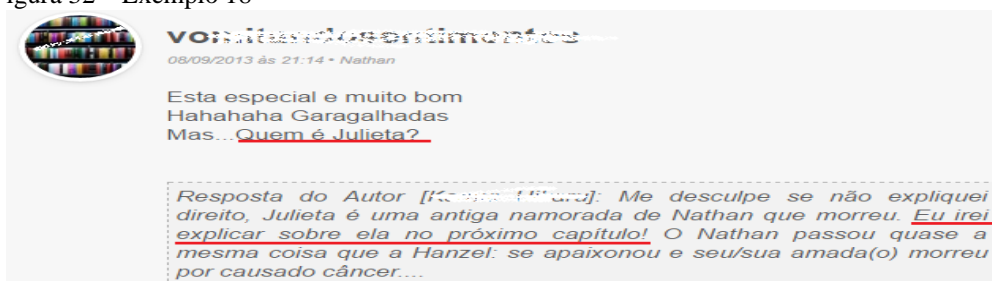 08/09/2013 às 21:14 • Nathan
Esta especial e muito bom
Hahahaha Garagalhadas
Mas...Quem é Julieta?
Resposta do Autor [ ]: Me desculpe se não expliquei
direito, Julieta é uma antiga namorada de Nathan que morreu. Eu irei
explicar sobre ela no próximo capítulo! O Nathan passou quase a
mesma coisa que a Hanzel: se apaixonou e seu/sua amada(o) morreu
por causado câncer....